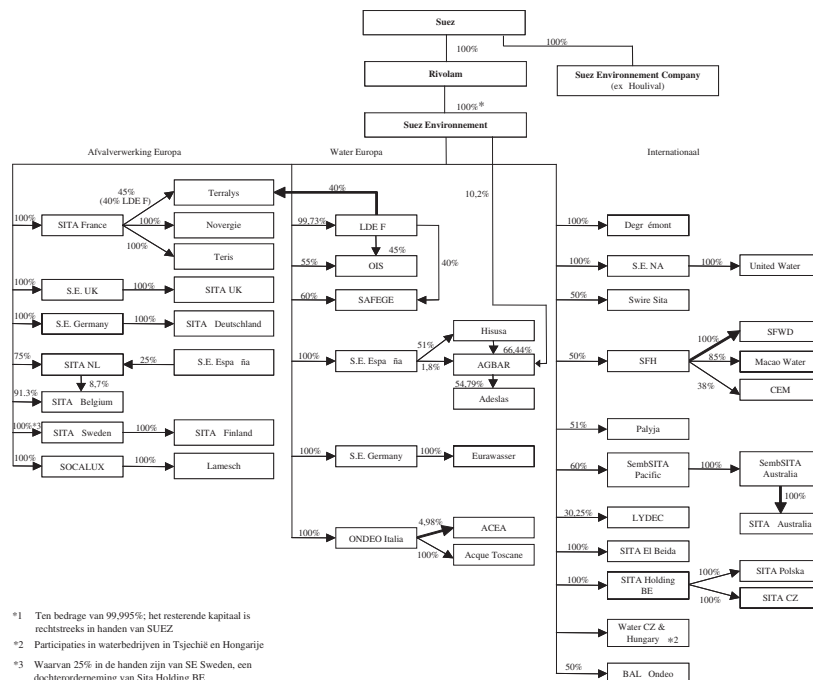 Suez
100%
100%
Rivolam
Suez Environnement Company
(ex Houlival)
100%*
Suez Environnement
Afvalverwerking Europa
Water Europa
Internationaal
45%
(40% LDE F)
Terralys
40%
10,2%
100%
SITA France
100%
Novergie
100%
Teris
99,73%
LDE F
45%
40%
55%
OIS
60%
SAFEGE
100%
Degr émont
100%
S.E. NA
100%
United Water
50%
Swire Sita
100%
S.E. UK
100%
SITA UK
100%
S.E. Germany
100%
SITA Deutschland
75%
SITA NL
25%
S.E. Espa ña
8,7%
91.3%
SITA Belgium
100%*3
SITA Sweden
100%
SITA Finland
100%
SOCALUX
100%
Lamesch
100%
S.E. Espa ña
51%
Hisusa
66,44%
1,8%
AGBAR
54,79%
Adeslas
100%
S.E. Germany
100%
Eurawasser
100%
ONDEO Italia
4,98%
ACEA
100%
Acque Toscane
50%
SFH
100%
SFWD
85%
Macao Water
38%
CEM
51%
Palyja
60%
SembSITA
Pacific
100%
SembSITA
Australia
100%
SITA Australia
30,25%
LYDEC
100%
SITA El Beida
100%
SITA Holding
BE
100%
SITA Polska
100%
SITA CZ
Water CZ &
Hungary *2
50%
BAL Ondeo
*1 Ten bedrage van 99,995%; het resterende kapitaal is
rechtstreeks in handen van SUEZ
*2 Participaties in waterbedrijven in Tsjechië en Hongarije
*3 Waarvan 25% in de handen zijn van SE Sweden, een
dochterorderneming van Sita Holding BE